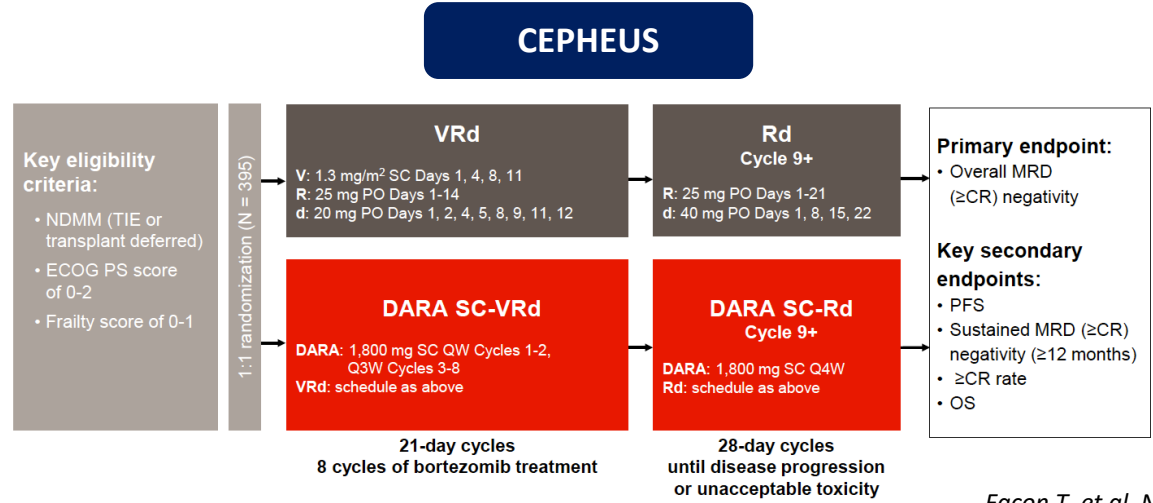 CEPHEUS
Key eligibility
criteria:
• NDMM (TIE or
transplant deferred)
• ECOG PS score
of 0-2
• Frailty score of 0-1
1:1 randomization (N = 395)
VRd
V: 1.3 mg/m² SC Days 1, 4, 8, 11
R: 25 mg PO Days 1-14
d: 20 mg PO Days 1, 2, 4, 5, 8, 9, 11, 12
Rd
Cycle 9+
R: 25 mg PO Days 1-21
d: 40 mg PO Days 1, 8, 15, 22
DARA SC-VRd
DARA: 1,800 mg SC QW Cycles 1-2,
Q3W Cycles 3-8
VRd: schedule as above
DARA SC-Rd
Cycle 9+
DARA: 1,800 mg SC Q4W
Rd: schedule as above
21-day cycles
8 cycles of bortezomib treatment
28-day cycles
until disease progression
or unacceptable toxicity
Primary endpoint:
• Overall MRD
(≥CR) negativity
Key secondary
endpoints:
• PFS
• Sustained MRD (≥CR)
negativity (≥12 months)
• ≥CR rate
• OS
T, et al.